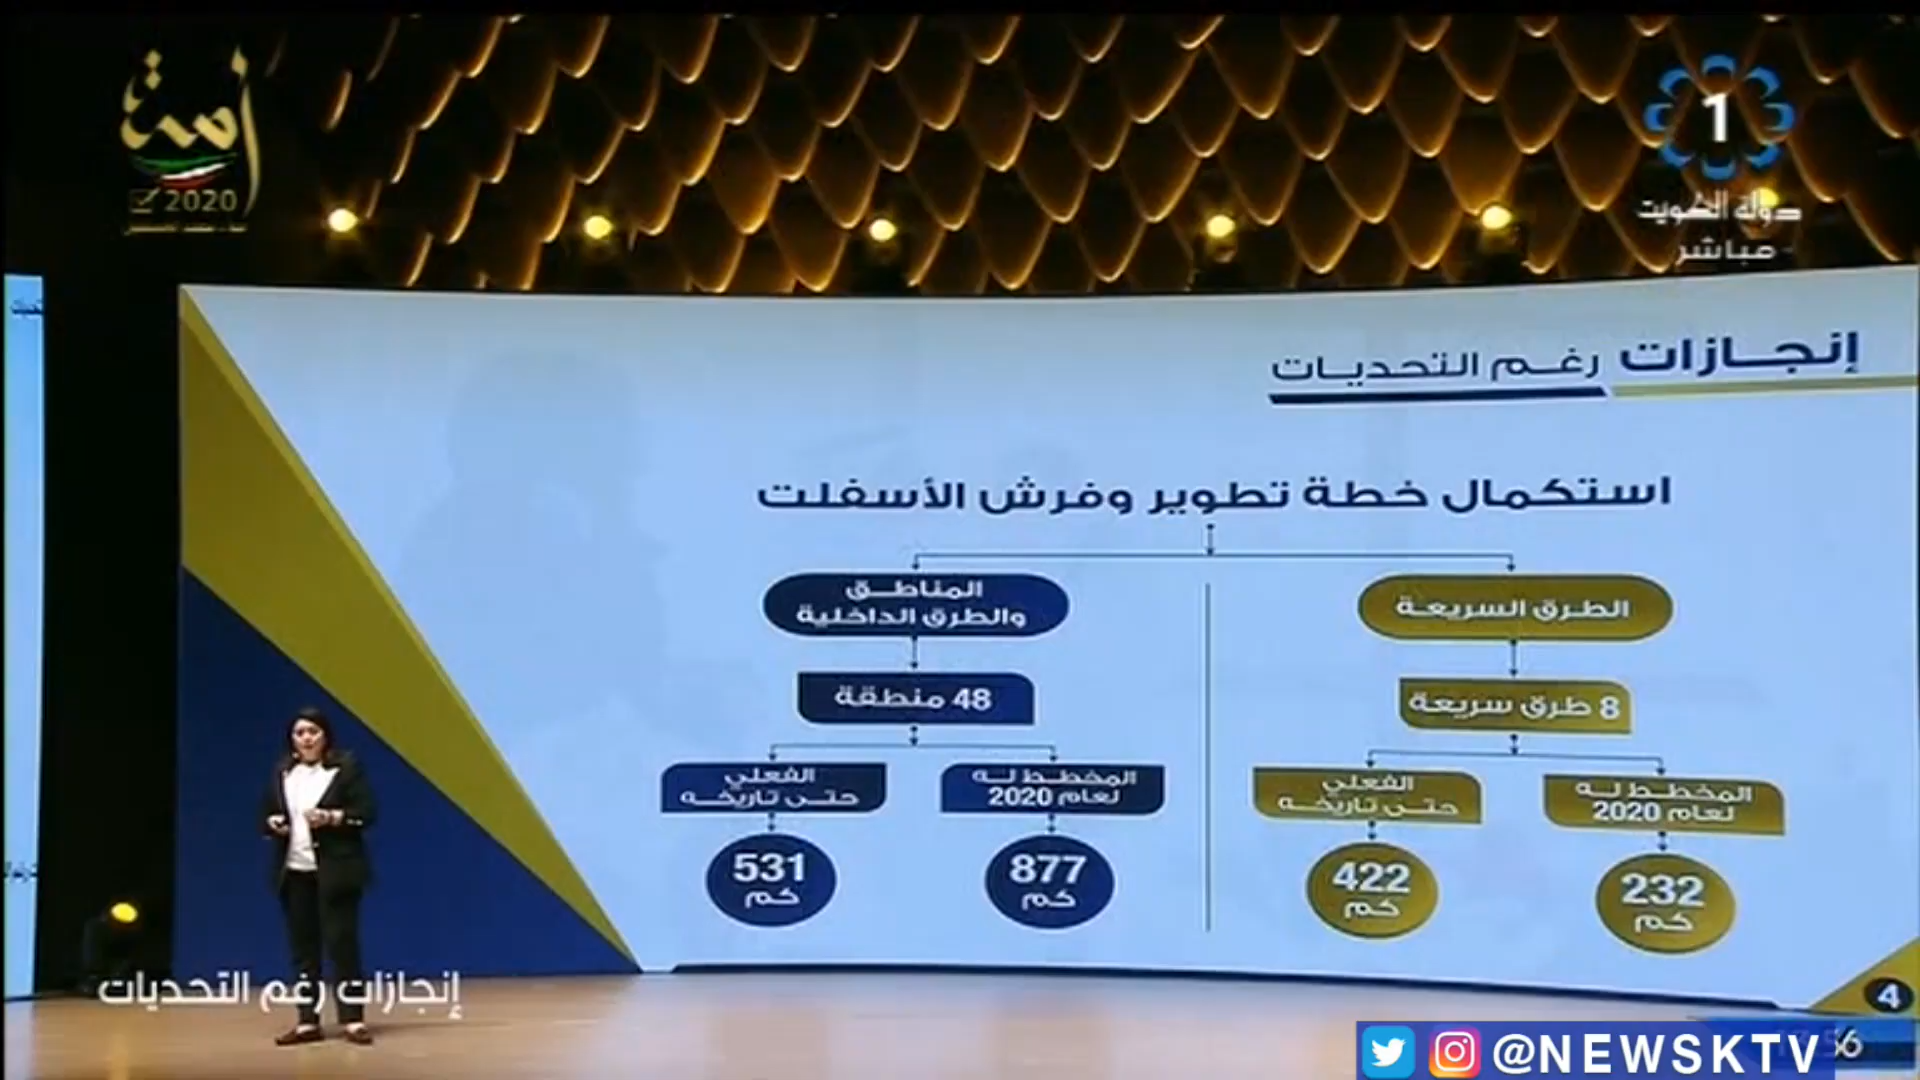 أمة
2020
1
دولة الكويت
مباشر
إنجازات رغم التحديات
استكمال خطة تطوير وفرش الأسفلت
الطرق السريعة
8 طرق سريعة
المخطط له
لعام 2020
232
كم
الفعلي
حتى تاريخه
422
كم
المناطق
والطرق الداخلية
48 منطقة
المخطط له
لعام 2020
877
كم
الفعلي
حتى تاريخه
531
كم
4
إنجازات رغم التحديات
@NEWSKTV